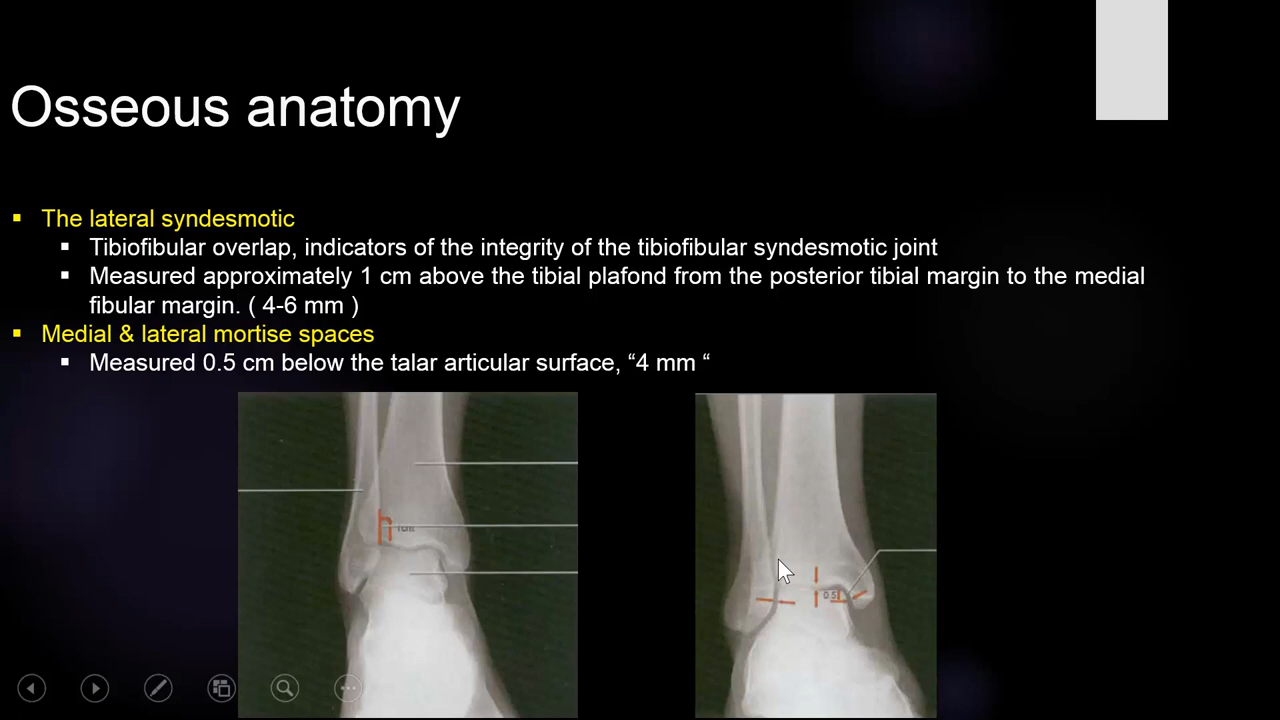 Osseous anatomy
The lateral syndesmotic
Tibiofibular overlap, indicators of the integrity of the tibiofibular syndesmotic joint
Measured approximately 1 cm above the tibial plafond from the posterior tibial margin to the medial
fibular margin. ( 4-6 mm )
Medial & lateral mortise spaces
Measured 0.5 cm below the talar articular surface, “4 mm “
0.5